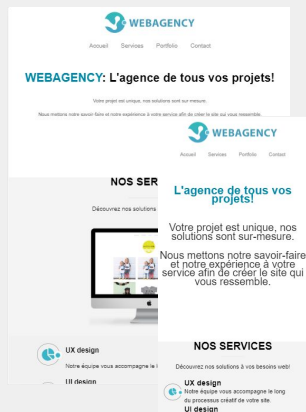 WEBAGENCY
Accueil Services Portfolio Contact
WEBAGENCY: L'agence de tous vos projets!
Votre projet est unique, nos solutions sont sur-mesure.
Nous mettons notre savoir-faire et notre expérience à votre service afin de créer le site qui vous ressemble.
NOS SER
Découvrez nos solutions
UX design
Notre équipe vous accompagne le l
UI design
WEBAGENCY
Accueil Services Portfolio Contact
L'agence de tous vos
projets!
Votre projet est unique, nos
solutions sont sur-mesure.
Nous mettons notre savoir-faire
et notre expérience à votre
service afin de créer le site qui
vous ressemble.
NOS SERVICES
Découvrez nos solutions à vos besoins web!
UX design
Notre équipe vous accompagne le long
du processus créatif de votre site.
UI design